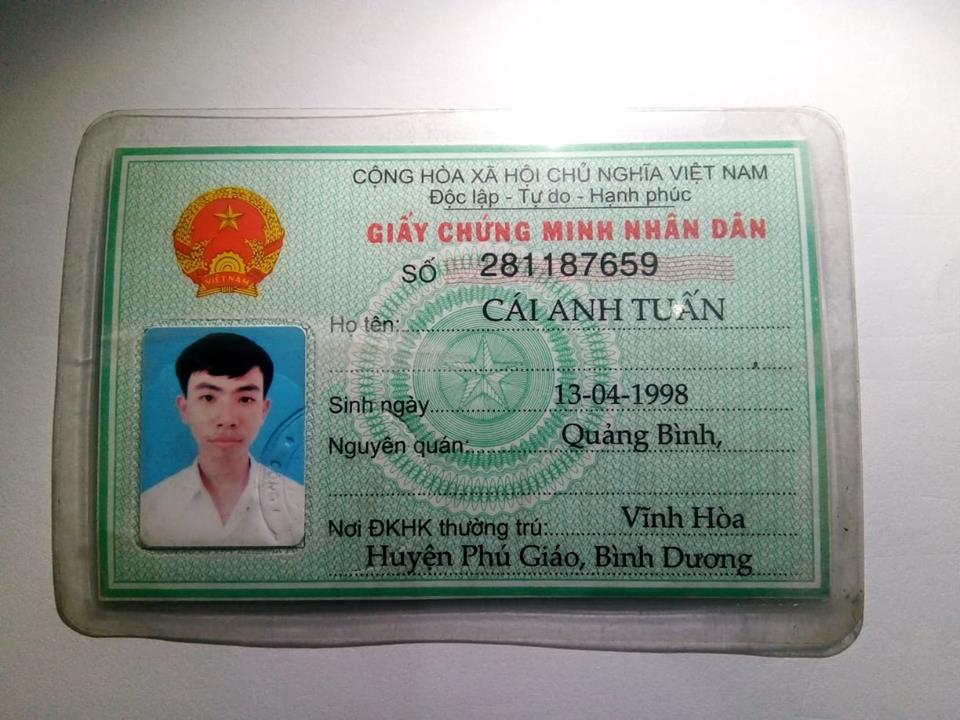 CỘNG HÒA XÃ HỘI CHỦ NGHĨA VIỆT NAM
Độc lập - Tự do - Hạnh phúc
GIẤY CHỨNG MINH NHÂN DÂN
SỐ 281187659
VIỆT NAM
Họ tên: CÁI ANH TUẤN
Sinh ngày 13-04-1998
Nguyên quán: Quảng Bình,
Nơi ĐKHK thường trú: Vĩnh Hòa
Huyện Phú Giáo, Bình Dương